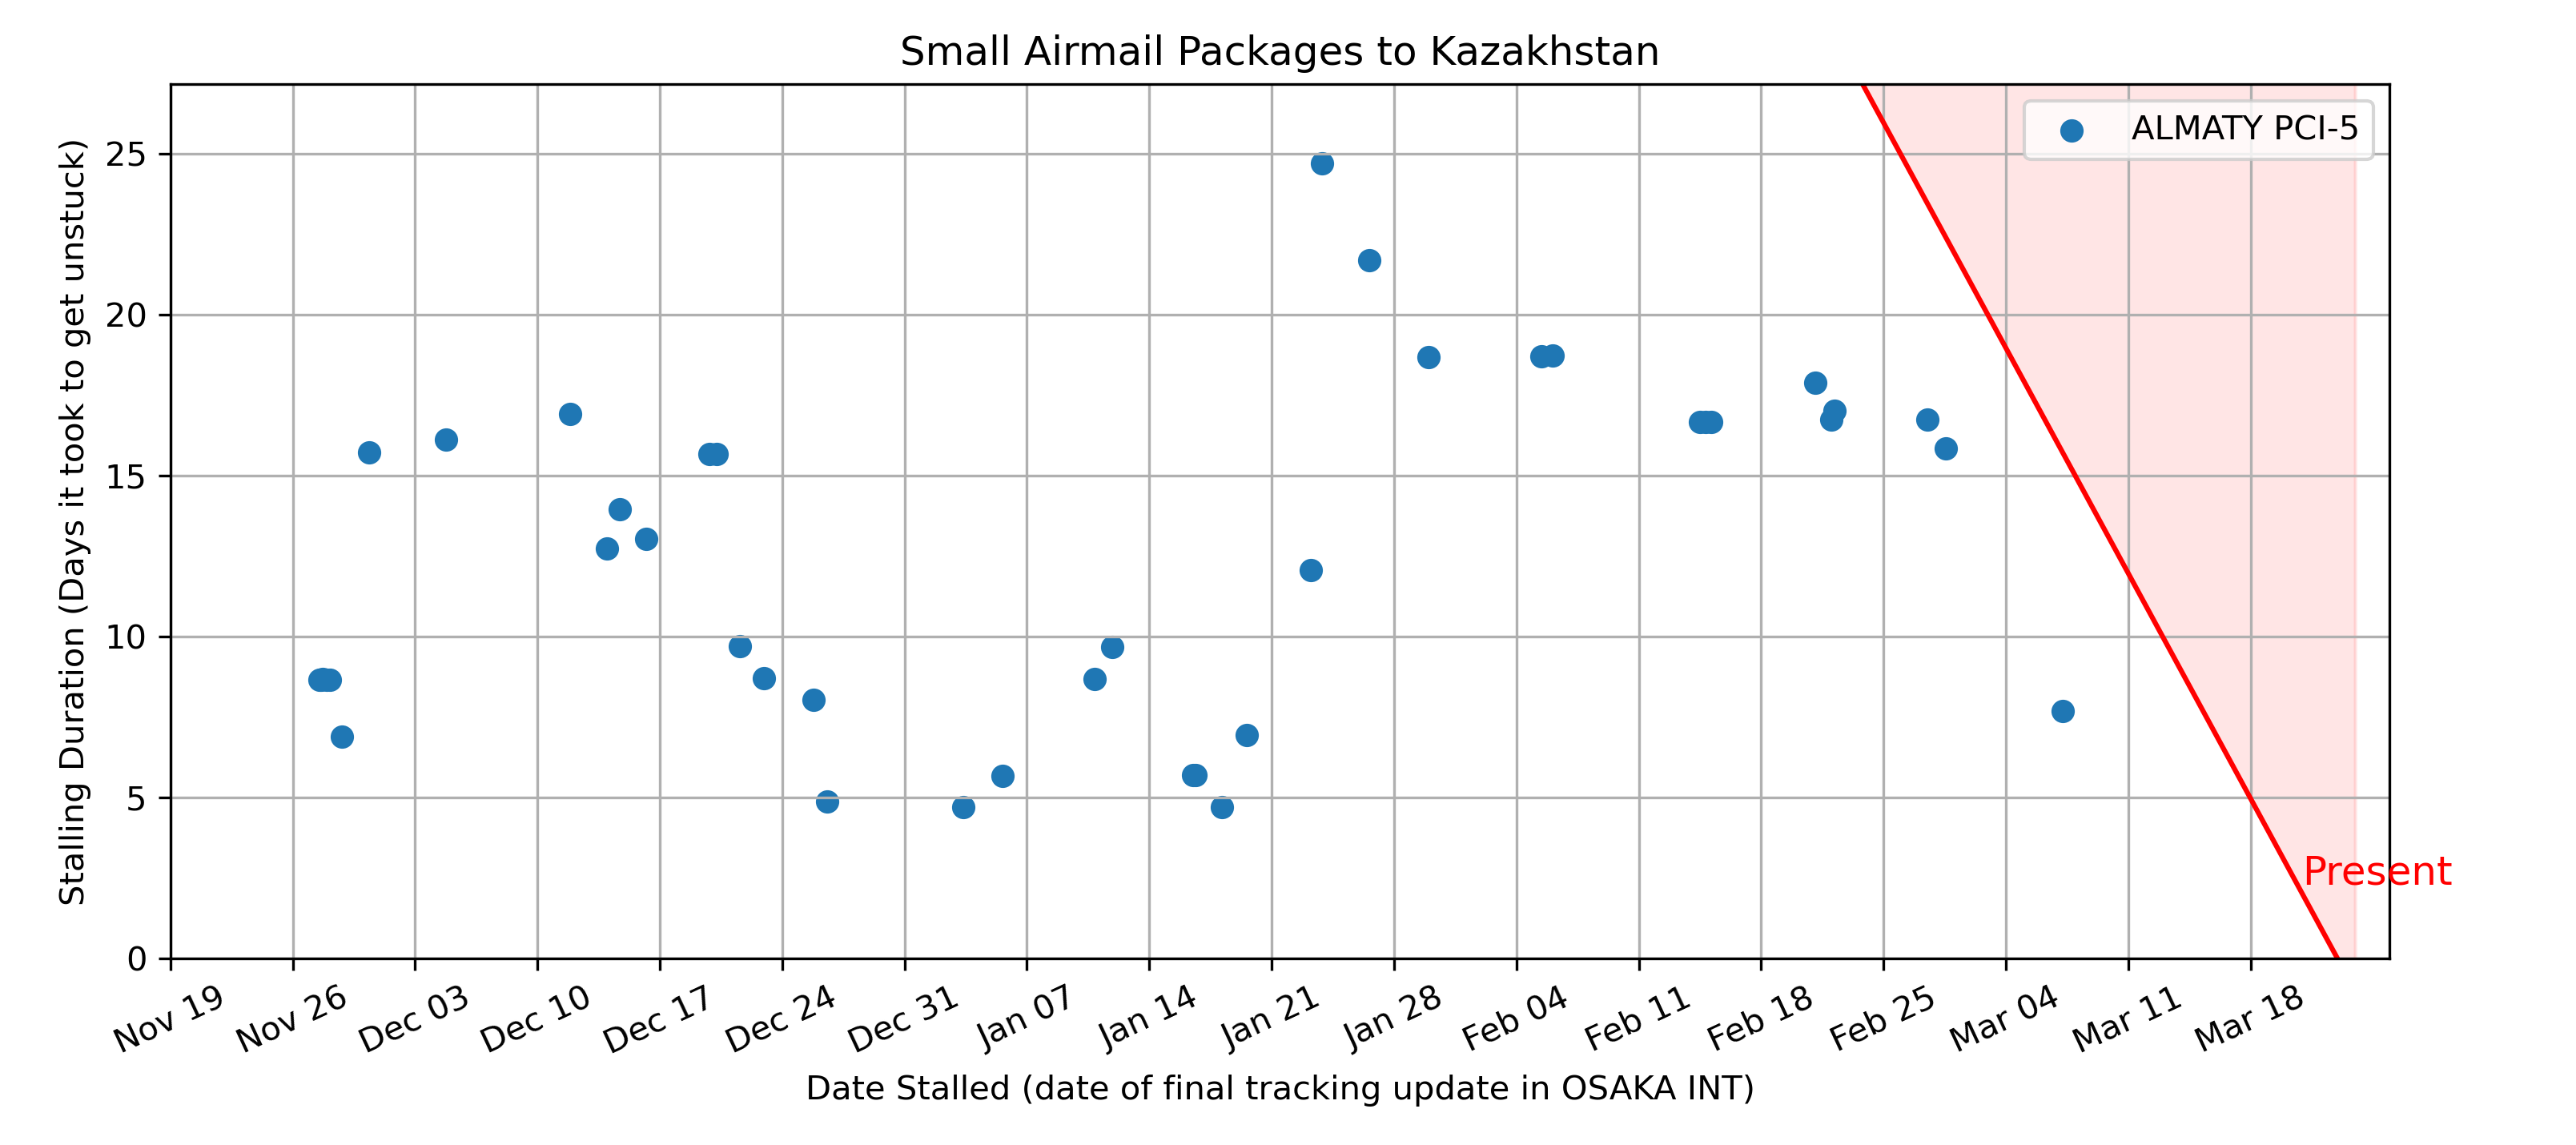 Small Airmail Packages to Kazakhstan
ALMATY PCI-5
Stalling Duration (Days it took to get unstuck)
25
20
15
10
5
0
Present
Nov 19
Nov 26
Dec 03
Dec 10
Dec 17
Dec 24
Dec 31
Jan 07
Jan 14
Jan 21
Jan 28
Feb 04
Feb 11
Feb 18
Feb 25
Mar 04
Mar 11
Mar 18
Date Stalled (date of final tracking update in OSAKA INT)